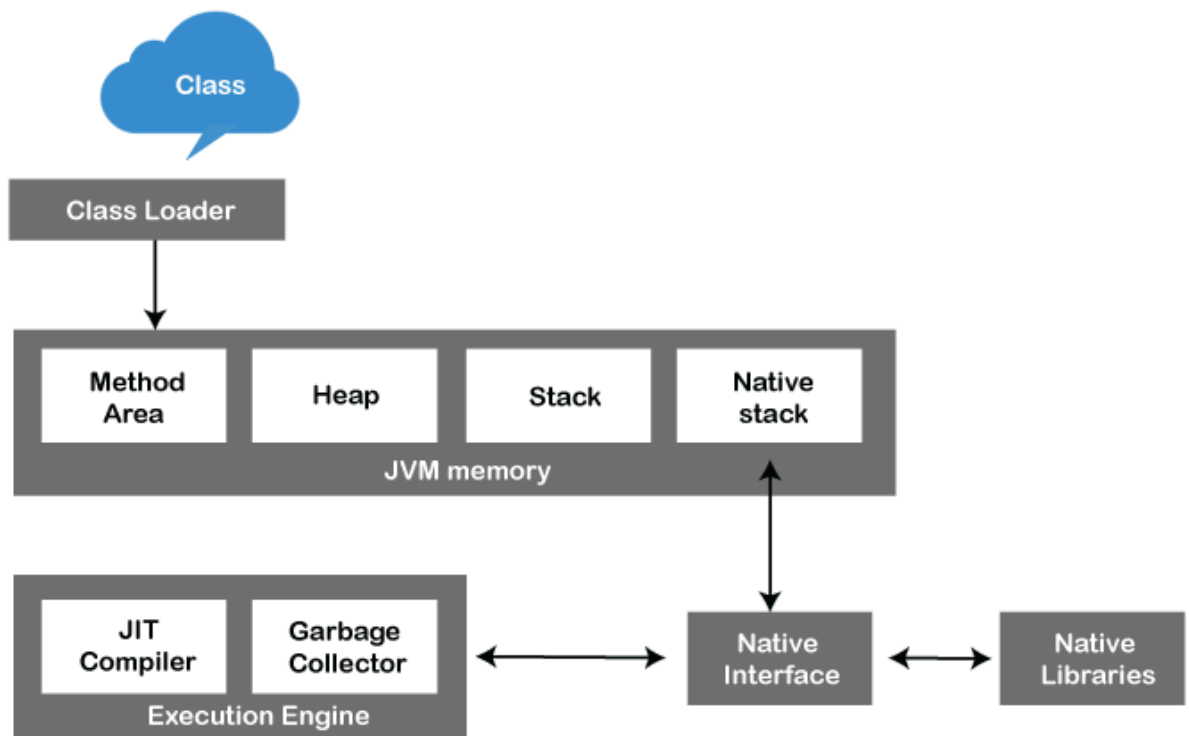 Class
Class Loader
Method
Area
Heap
Stack
Native
stack
JVM memory
JIT
Compiler
Garbage
Collector
Execution Engine
Native
Interface
Native
Libraries